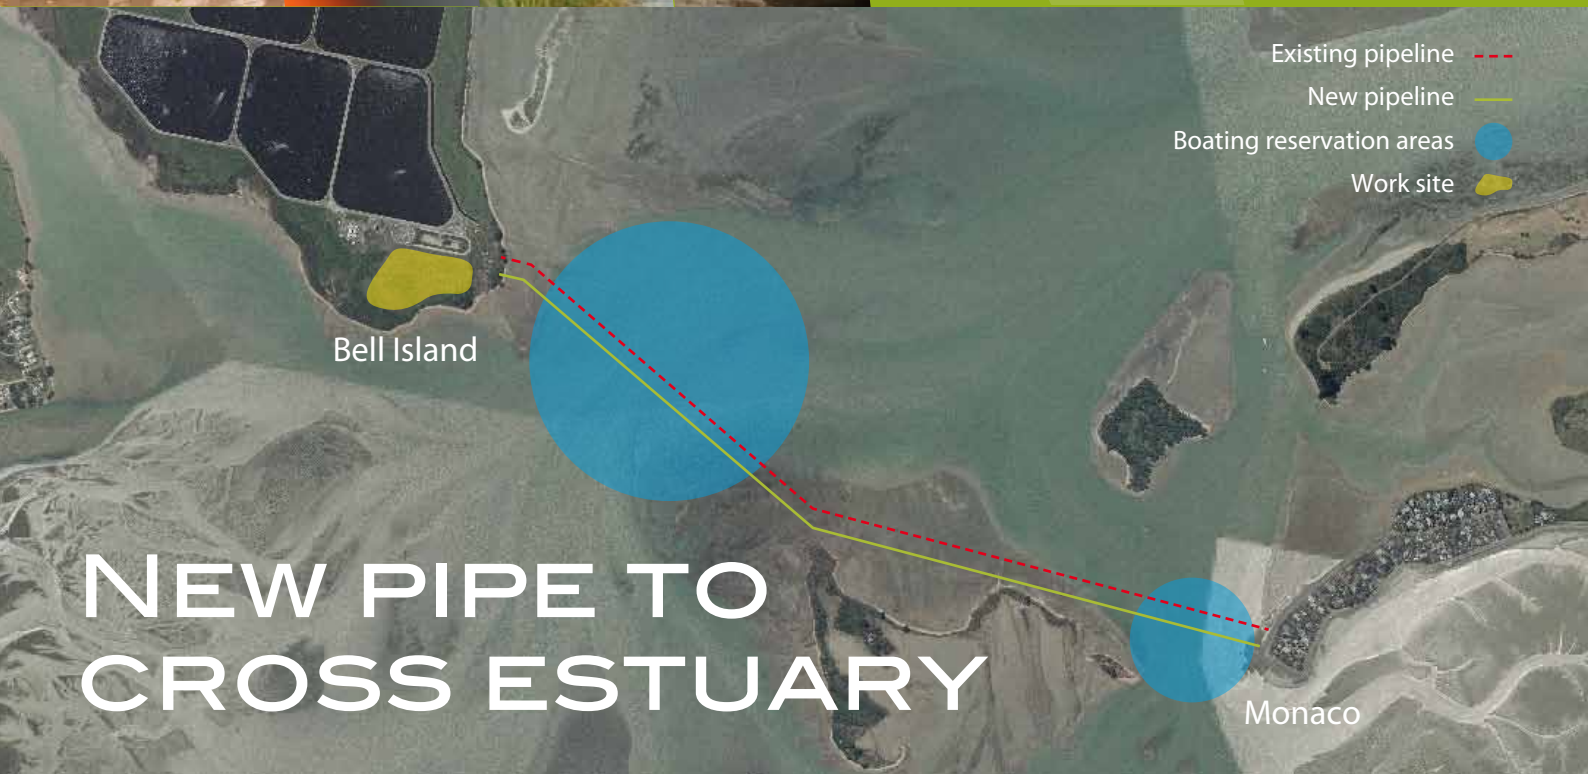 Existing pipeline
New pipeline
Boating reservation areas
Work site
Bell Island
NEW PIPE TO
CROSS ESTUARY
Monaco